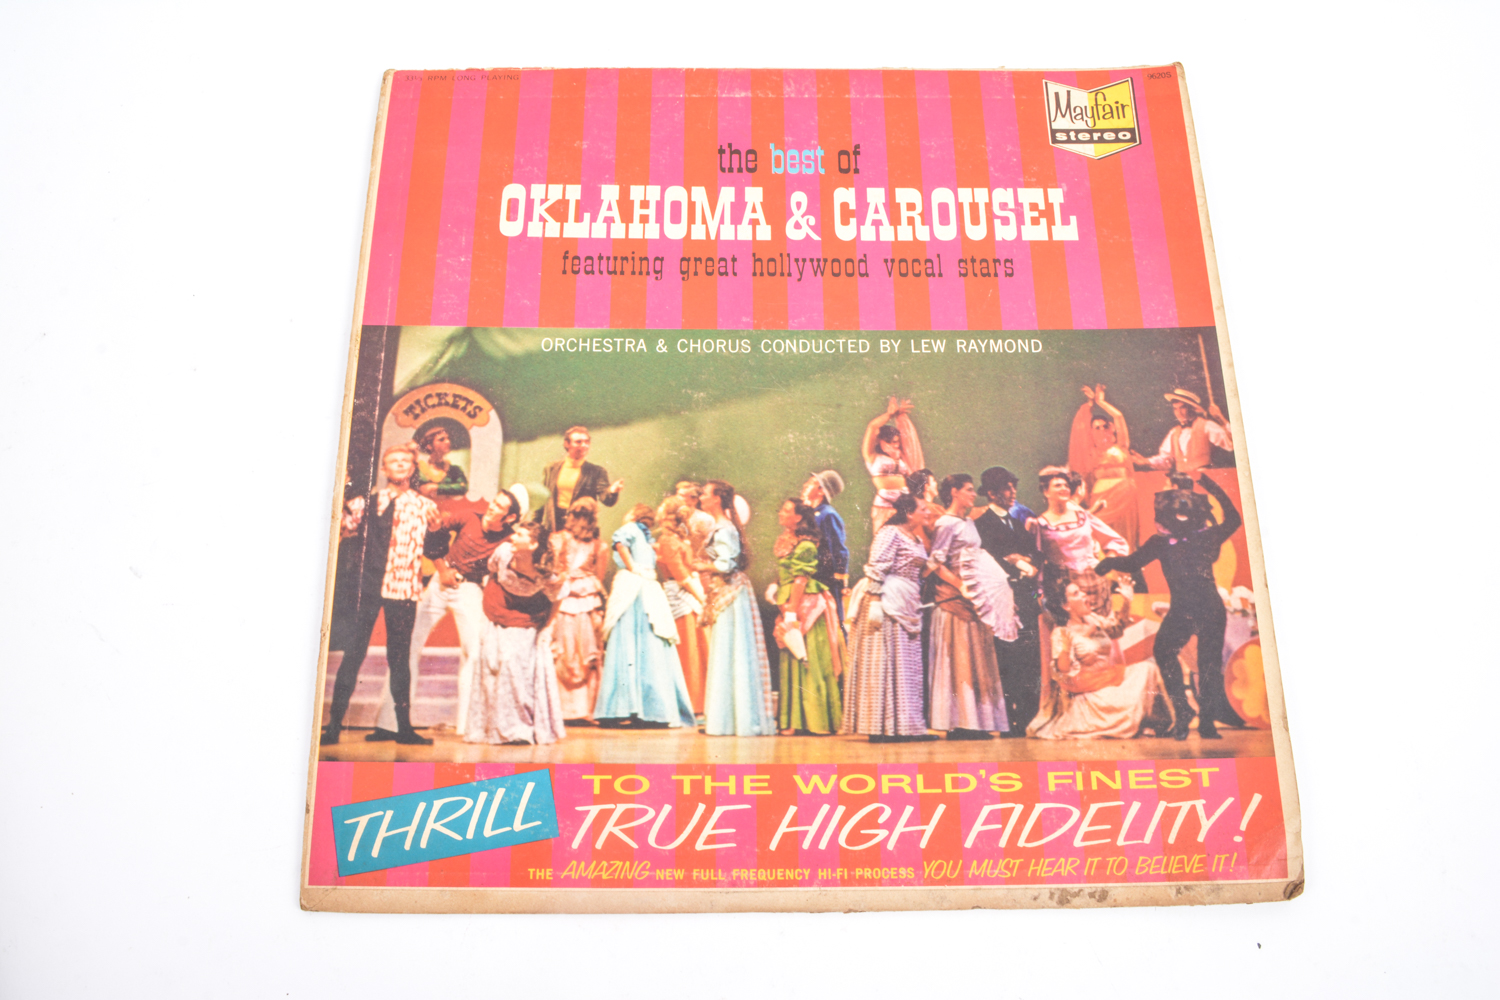 33⅓ RPM LONG PLAYING
9620S
Mayfair
stereo
the best of
OKLAHOMA & CAROUSEL
featuring great hollywood vocal stars
ORCHESTRA & CHORUS CONDUCTED BY LEW RAYMOND
TICKETS
THRILL TO THE WORLD'S FINEST
TRUE HIGH FIDELITY!
THE AMAZING NEW FULL FREQUENCY HI-FI PROCESS YOU MUST HEAR IT TO BELIEVE IT!